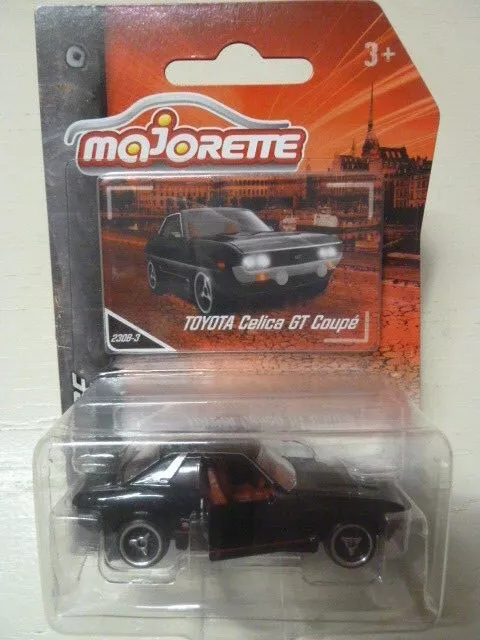 3+
majorette
TOYOTA Celica GT Coupé
230B-3